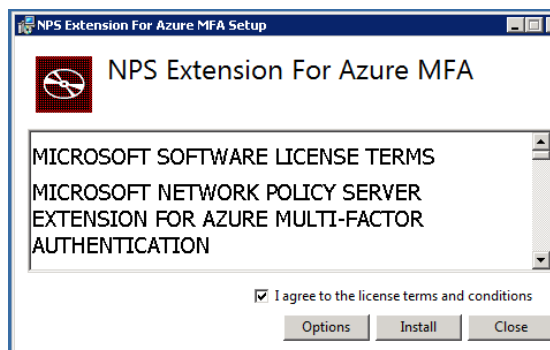 NPS Extension For Azure MFA Setup
NPS Extension For Azure MFA
MICROSOFT SOFTWARE LICENSE TERMS
MICROSOFT NETWORK POLICY SERVER
EXTENSION FOR AZURE MULTI-FACTOR
AUTHENTICATION
I agree to the license terms and conditions
Options Install Close